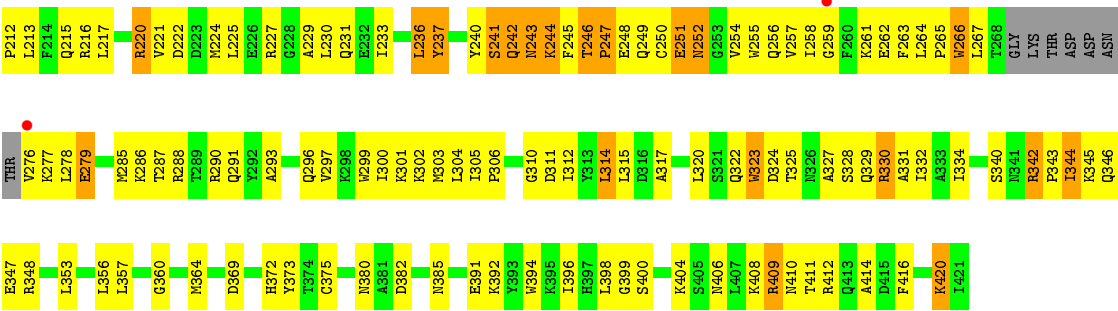 P212 L213 F214 Q215 R216 L217 R220 V221 D222 D223 M224 L225 E226 R227 G228 A229 L230 Q231 E232 I233 L236 Y237 Y240 S241 Q242 N243 K244 F245 T246 P247 E248 Q249 C250 E251 N252 G253 V254 W255 Q256 V257 I258 G259 F260 K261 E262 F263 L264 P265 W266 L267 T268 GLY LYS THR ASP ASP ASN
THR V276 K277 L278 E279 M285 K286 T287 R288 T289 R290 Q291 Y292 A293 Q296 V297 K298 W299 I300 K301 K302 M303 L304 I305 P306 G310 D311 I312 Y313 L314 L315 D316 A317 L320 S321 Q322 W323 D324 T325 N326 A327 S328 Q329 R330 A331 I332 A333 I334 S340 N341 R342 P343 I344 K345 Q346
E347 R348 L353 L356 L357 G360 M364 D369 H372 Y373 T374 C375 N380 A381 D382 N385 E391 K392 Y393 W394 K395 I396 H397 L398 G399 S400 K404 S405 N406 L407 K408 R409 N410 T411 R412 Q413 A414 D415 F416 K420 I421